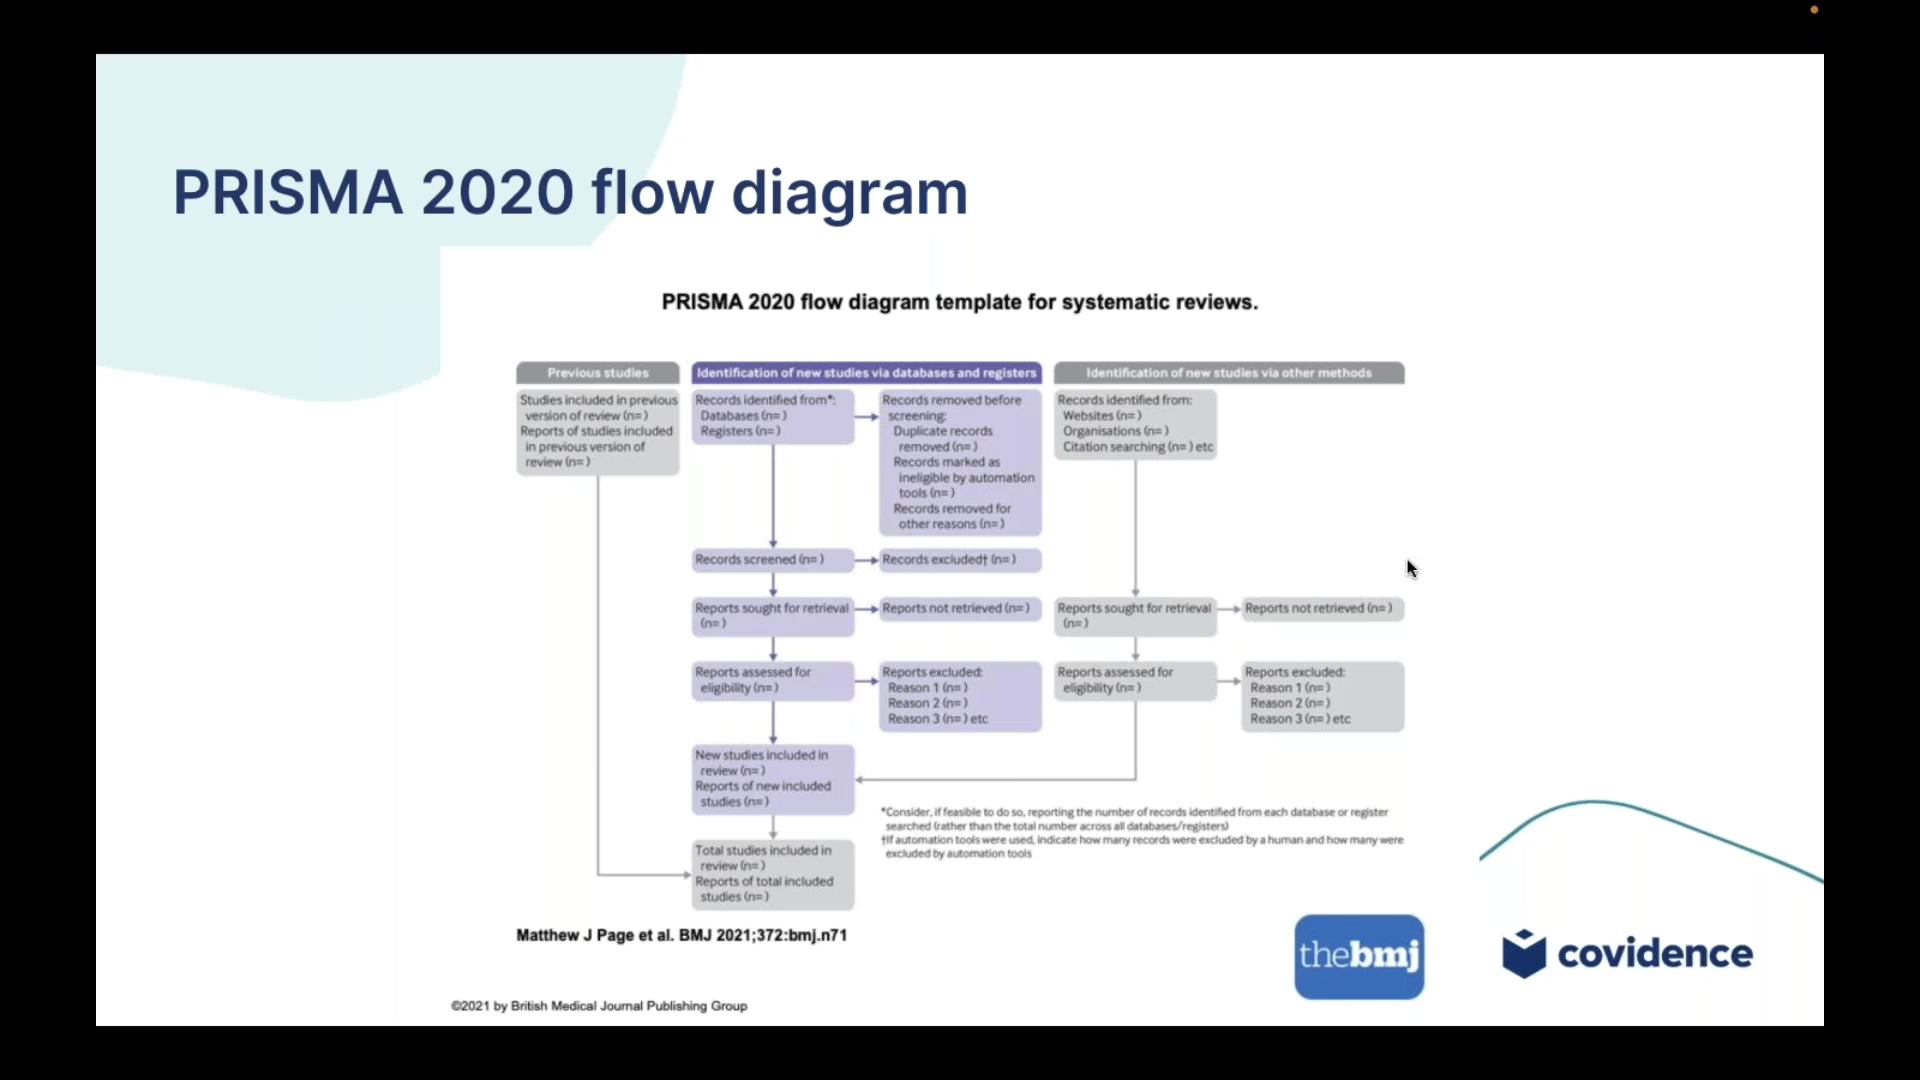 PRISMA 2020 flow diagram
PRISMA 2020 flow diagram template for systematic reviews.
Previous studies
Studies included in previous
version of review (n= )
Reports of studies included
in previous version of
review (n= )
Identification of new studies via databases and registers
Records identified from*:
Databases (n= )
Registers (n= )
Records removed before
screening:
Duplicate records
removed (n= )
Records marked as
ineligible by automation
tools (n= )
Records removed for
other reasons (n= )
Records screened (n= )
Records excluded† (n= )
Reports sought for retrieval
(n= )
Reports not retrieved (n= )
Reports assessed for
eligibility (n= )
Reports excluded:
Reason 1 (n= )
Reason 2 (n= )
Reason 3 (n= ) etc
New studies included in
review (n= )
Reports of new included
studies (n= )
Total studies included in
review (n= )
Reports of total included
studies (n= )
Identification of new studies via other methods
Records identified from:
Websites (n= )
Organisations (n= )
Citation searching (n= ) etc
Reports sought for retrieval
(n= )
Reports not retrieved (n= )
Reports assessed for
eligibility (n= )
Reports excluded:
Reason 1 (n= )
Reason 2 (n= )
Reason 3 (n= ) etc
*Consider, if feasible to do so, reporting the number of records identified from each database or register
searched (rather than the total number across all databases/registers)
†If automation tools were used, indicate how many records were excluded by a human and how many were
excluded by automation tools
Matthew J Page et al. BMJ 2021;372:bmj.n71
thebmj
covidence
©2021 by British Medical Journal Publishing Group